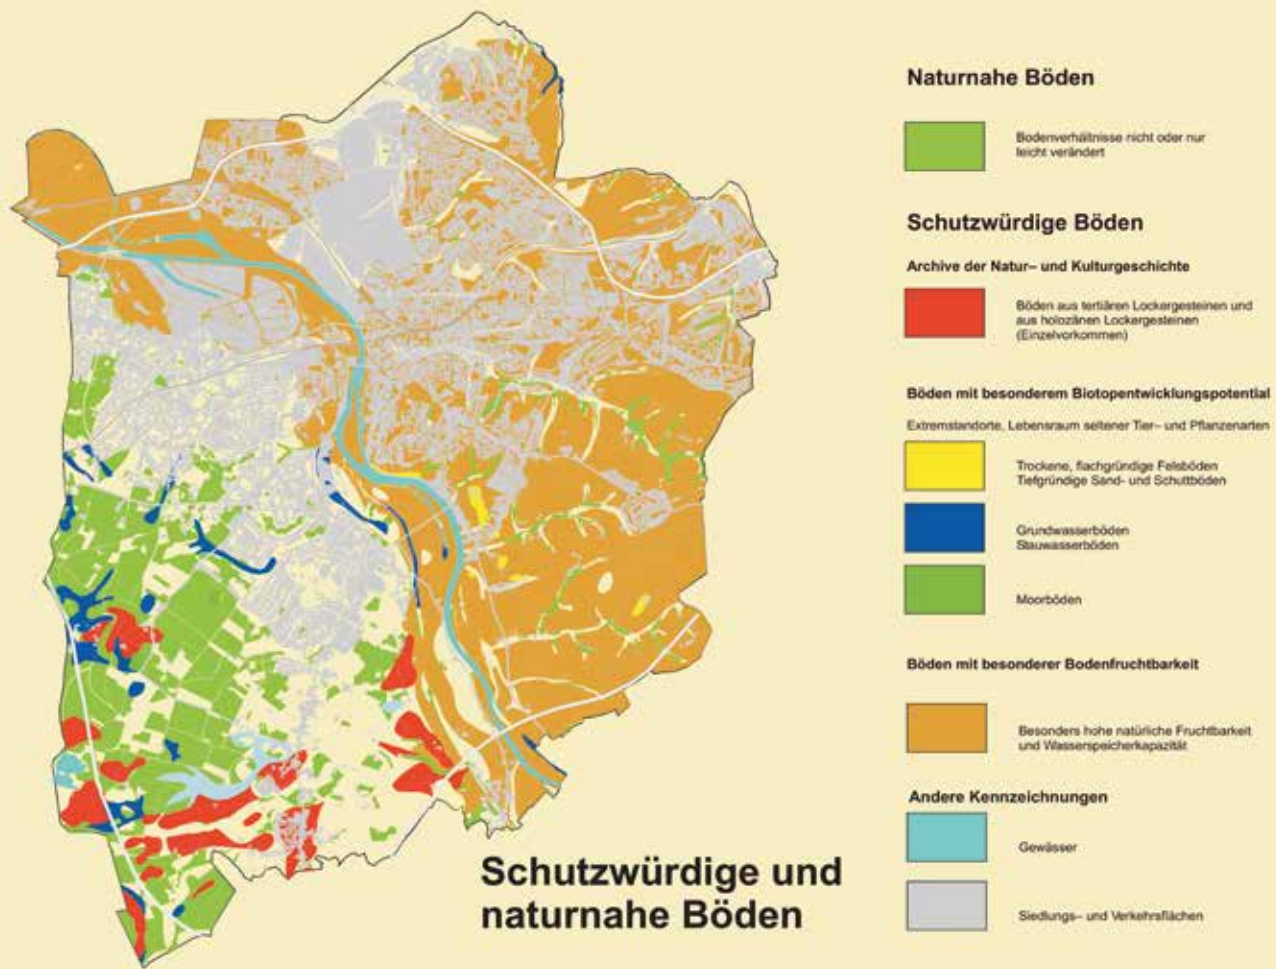 Naturnahe Böden
Bodenverhältnisse nicht oder nur
leicht verändert
Schutzwürdige Böden
Archive der Natur– und Kulturgeschichte
Böden aus tertiären Lockergesteinen und
aus holozänen Lockergesteinen
(Einzelvorkommen)
Böden mit besonderem Biotopentwicklungspotential
Extremstandorte, Lebensraum seltener Tier– und Pflanzenarten
Trockene, flachgründige Felsböden
Tiefgründige Sand- und Schuttböden
Grundwasserböden
Stauwasserböden
Moorböden
Böden mit besonderer Bodenfruchtbarkeit
Besonders hohe natürliche Fruchtbarkeit
und Wasserspeicherkapazität
Andere Kennzeichnungen
Gewässer
Siedlungs– und Verkehrsflächen
Schutzwürdige und
naturnahe Böden